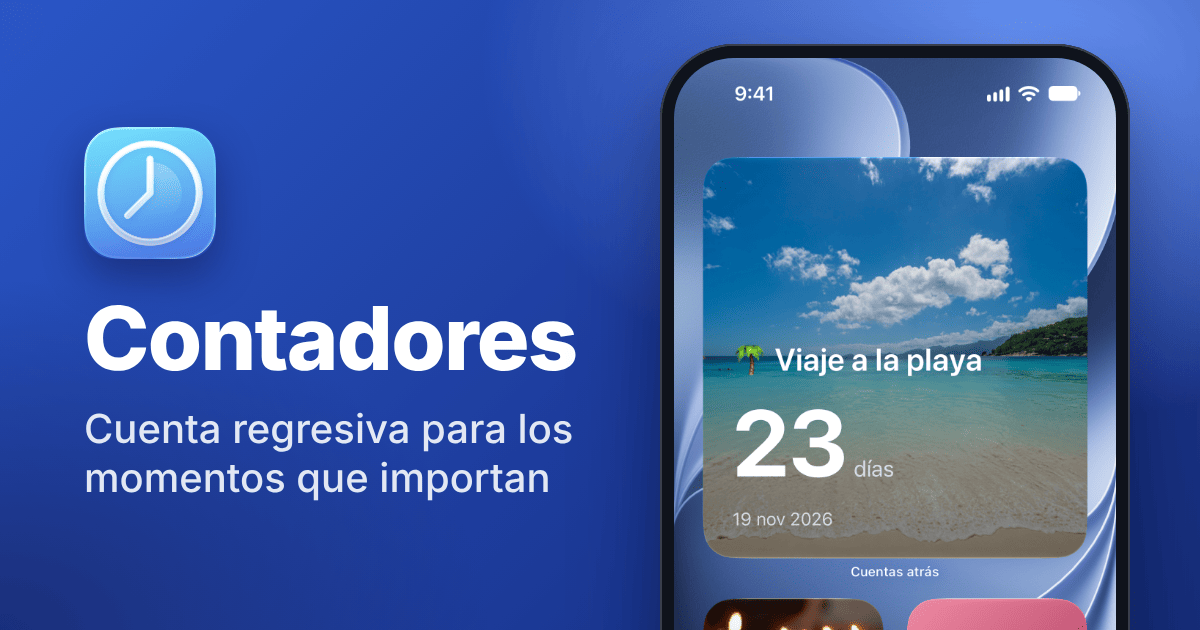 Contadores
Cuenta regresiva para los
momentos que importan
9:41
Viaje a la playa
23 días
19 nov 2026
Cuentas atrás